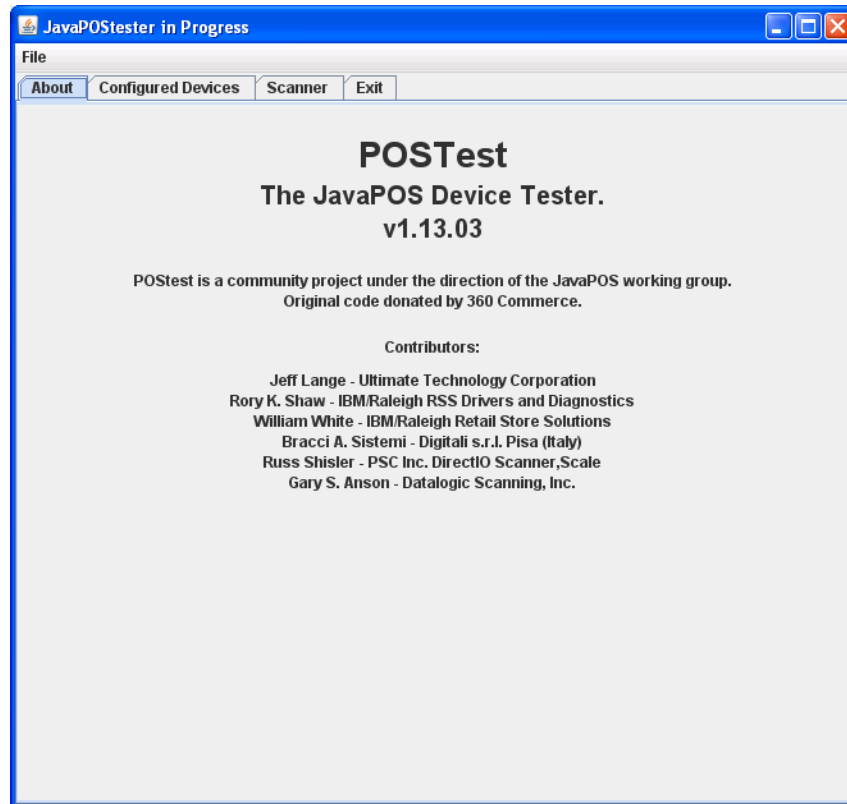 JavaPOStester in Progress
File
About Configured Devices Scanner Exit
POSTest
The JavaPOS Device Tester.
v1.13.03
POStest is a community project under the direction of the JavaPOS working group.
Original code donated by 360 Commerce.
Contributors:
Jeff Lange - Ultimate Technology Corporation
Rory K. Shaw - IBM/Raleigh RSS Drivers and Diagnostics
William White - IBM/Raleigh Retail Store Solutions
Bracci A. Sistemi - Digitali s.r.l. Pisa (Italy)
Russ Shisler - PSC Inc. DirectIO Scanner,Scale
Gary S. Anson - Datalogic Scanning, Inc.